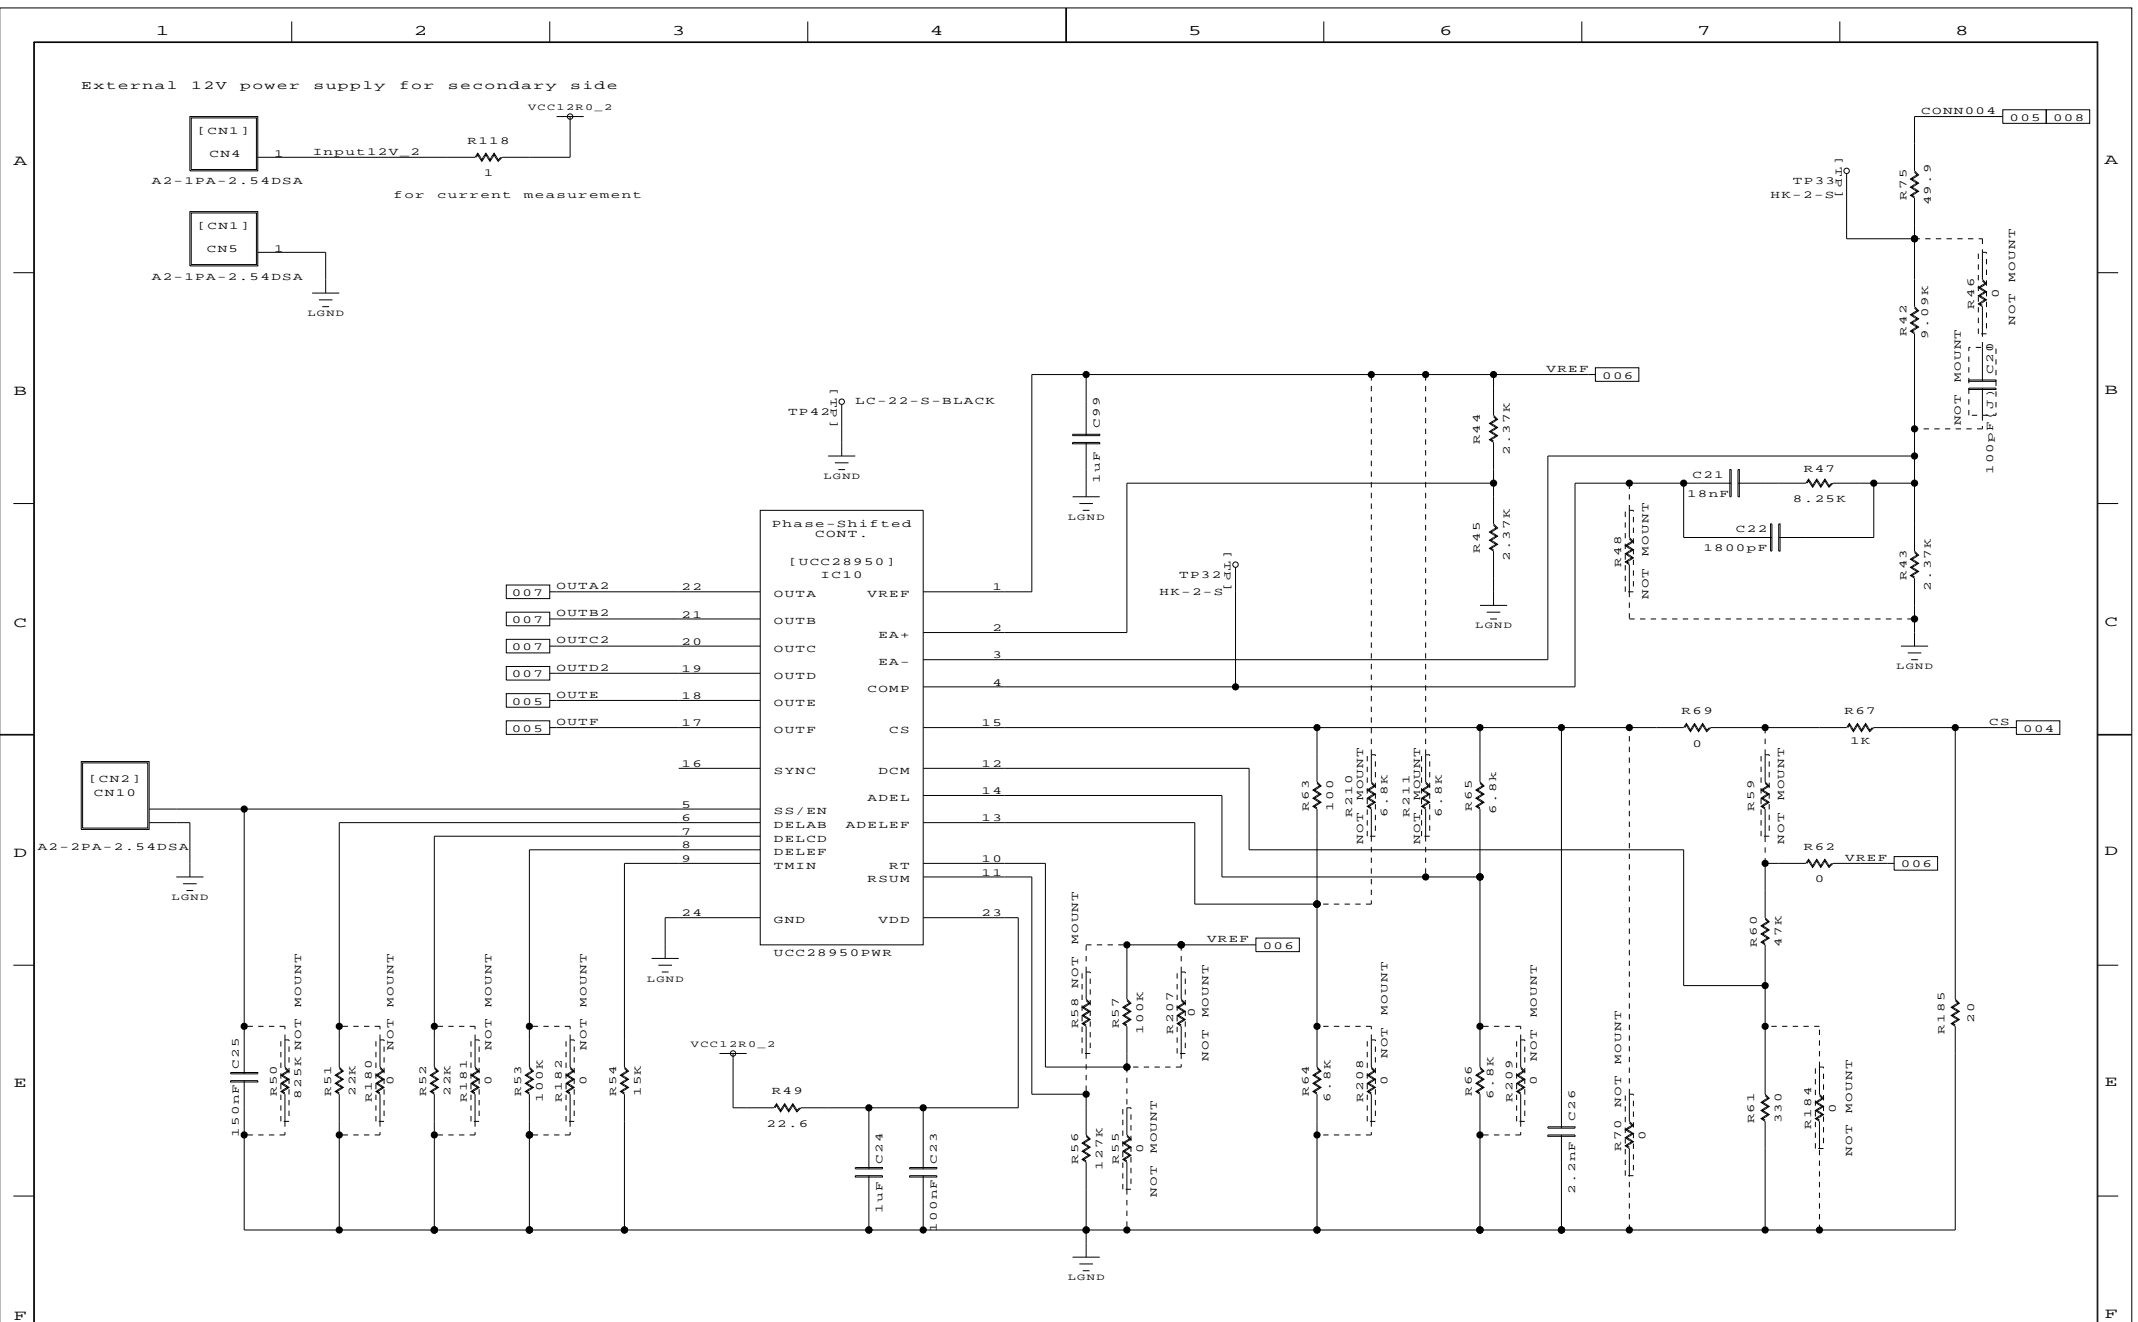 1 2 3 4 5 6 7 8
External 12V power supply for secondary side
VCC12R0_2
[CN1]
CN4
1
Input12V_2
R118
1
A2-1PA-2.54DSA
for current measurement
[CN1]
CN5
1
A2-1PA-2.54DSA
LGND
A
A
CONN004
005 008
R75
49.9
TP33
[TP]
HK-2-S
R42
9.09K
R46
0
NOT MOUNT
NOT MOUNT
C20
100pF(J)
B
B
TP42
[TP]
LC-22-S-BLACK
LGND
C99
1uF
LGND
VREF
006
R44
2.37K
R45
2.37K
LGND
C21
18nF
R47
8.25K
C22
1800pF
R48
NOT MOUNT
R43
2.37K
LGND
TP32
[TP]
HK-2-S
C
C
Phase-Shifted
CONT.
[UCC28950]
IC10
007 OUTA2 22 OUTA
007 OUTB2 21 OUTB
007 OUTC2 20 OUTC
007 OUTD2 19 OUTD
005 OUTE 18 OUTE
005 OUTF 17 OUTF
16 SYNC
5 SS/EN
6 DELAB
7 DELCD
8 DELEF
9 TMIN
24 GND
VREF 1
EA+ 2
EA- 3
COMP 4
CS 15
DCM 12
ADEL 14
ADELEF 13
RT 10
RSUM 11
VDD 23
UCC28950PWR
LGND
[CN2]
CN10
A2-2PA-2.54DSA
LGND
D
D
R69
0
R67
1K
CS
004
R63
100
R210
NOT MOUNT
6.8K
R211
NOT MOUNT
6.8K
R65
6.8k
R59
NOT MOUNT
R62
0
VREF
006
R60
47K
VREF
006
R58 NOT MOUNT
R57
100K
R207
0
NOT MOUNT
C25
150nF
R50
825K
NOT MOUNT
R51
22K
R180
0
NOT MOUNT
R52
22K
R181
0
NOT MOUNT
R53
100K
R182
0
NOT MOUNT
R54
15K
VCC12R0_2
R49
22.6
C24
1uF
C23
100nF
R56
127K
R55
0
NOT MOUNT
R64
6.8K
R208
0
NOT MOUNT
R66
6.8K
R209
0
NOT MOUNT
C26
2.2nF
R70 NOT MOUNT
0
R61
330
R184
0
NOT MOUNT
R185
20
E
E
LGND
F
F